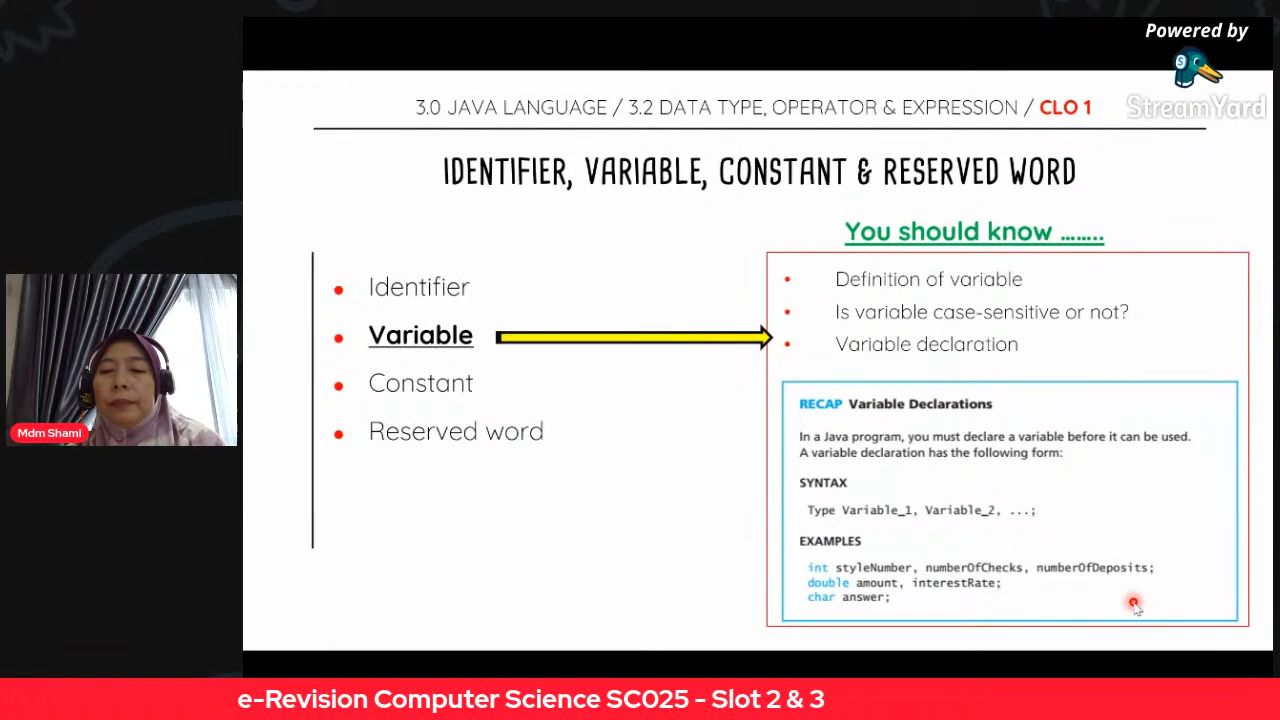 Powered by
StreamYard
3.0 JAVA LANGUAGE / 3.2 DATA TYPE, OPERATOR & EXPRESSION / CLO 1
IDENTIFIER, VARIABLE, CONSTANT & RESERVED WORD
• Identifier
• Variable
• Constant
• Reserved word
You should know ……..
• Definition of variable
• Is variable case-sensitive or not?
• Variable declaration
RECAP Variable Declarations
In a Java program, you must declare a variable before it can be used.
A variable declaration has the following form:
SYNTAX
Type Variable_1, Variable_2, ...;
EXAMPLES
int styleNumber, numberOfChecks, numberOfDeposits;
double amount, interestRate;
char answer;
Mdm Shami
e-Revision Computer Science SC025 - Slot 2 & 3